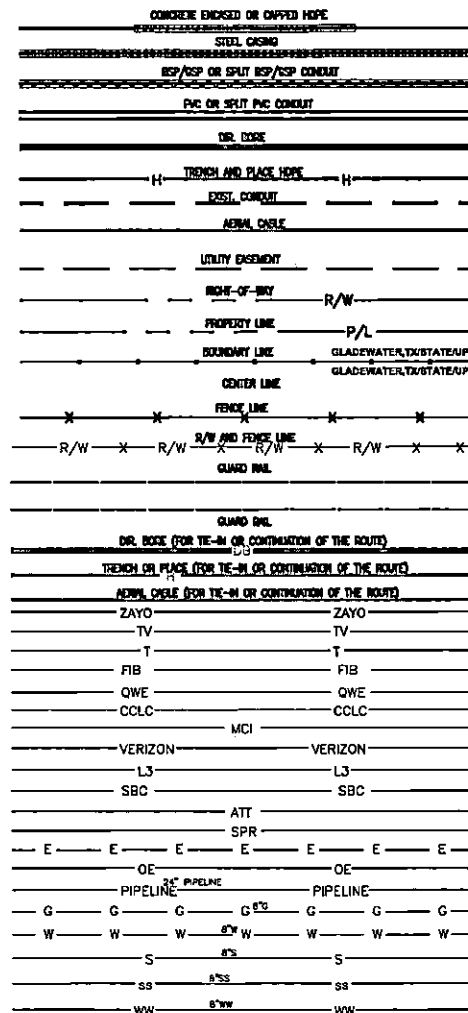 CONCRETE ENCASED OR CAPPED HDPE
STEEL CASING
BSP/GSP OR SPLIT BSP/GSP CONDUIT
PVC OR SPLIT PVC CONDUIT
DIR. BORE
TRENCH AND PLACE HDPE
H H
EXIST. CONDUIT
AERIAL CABLE
UTILITY EASEMENT
RIGHT-OF-WAY
R/W
PROPERTY LINE
P/L
BOUNDARY LINE
GLADEWATER,TX/STATE/UP
GLADEWATER,TX/STATE/UP
CENTER LINE
FENCE LINE
X X X X X
R/W AND FENCE LINE
R/W X R/W X R/W X R/W X X
GUARD RAIL
GUARD RAIL
DIR. BORE (FOR TIE-IN OR CONTINUATION OF THE ROUTE)
DB
TRENCH OR PLACE (FOR TIE-IN OR CONTINUATION OF THE ROUTE)
H
AERIAL CABLE (FOR TIE-IN OR CONTINUATION OF THE ROUTE)
ZAYO ZAYO
TV TV
T T
FIB FIB
QWE QWE
CCLC CCLC
MCI
VERIZON VERIZON
L3 L3
SBC SBC
ATT
SPR
E E E E E E E
OE OE
PIPELINE 24" PIPELINE PIPELINE
G G G G 8"G G G G
W W W 8"W W W W W
S 8"S S
SS 8"SS SS
WW 8"WW WW